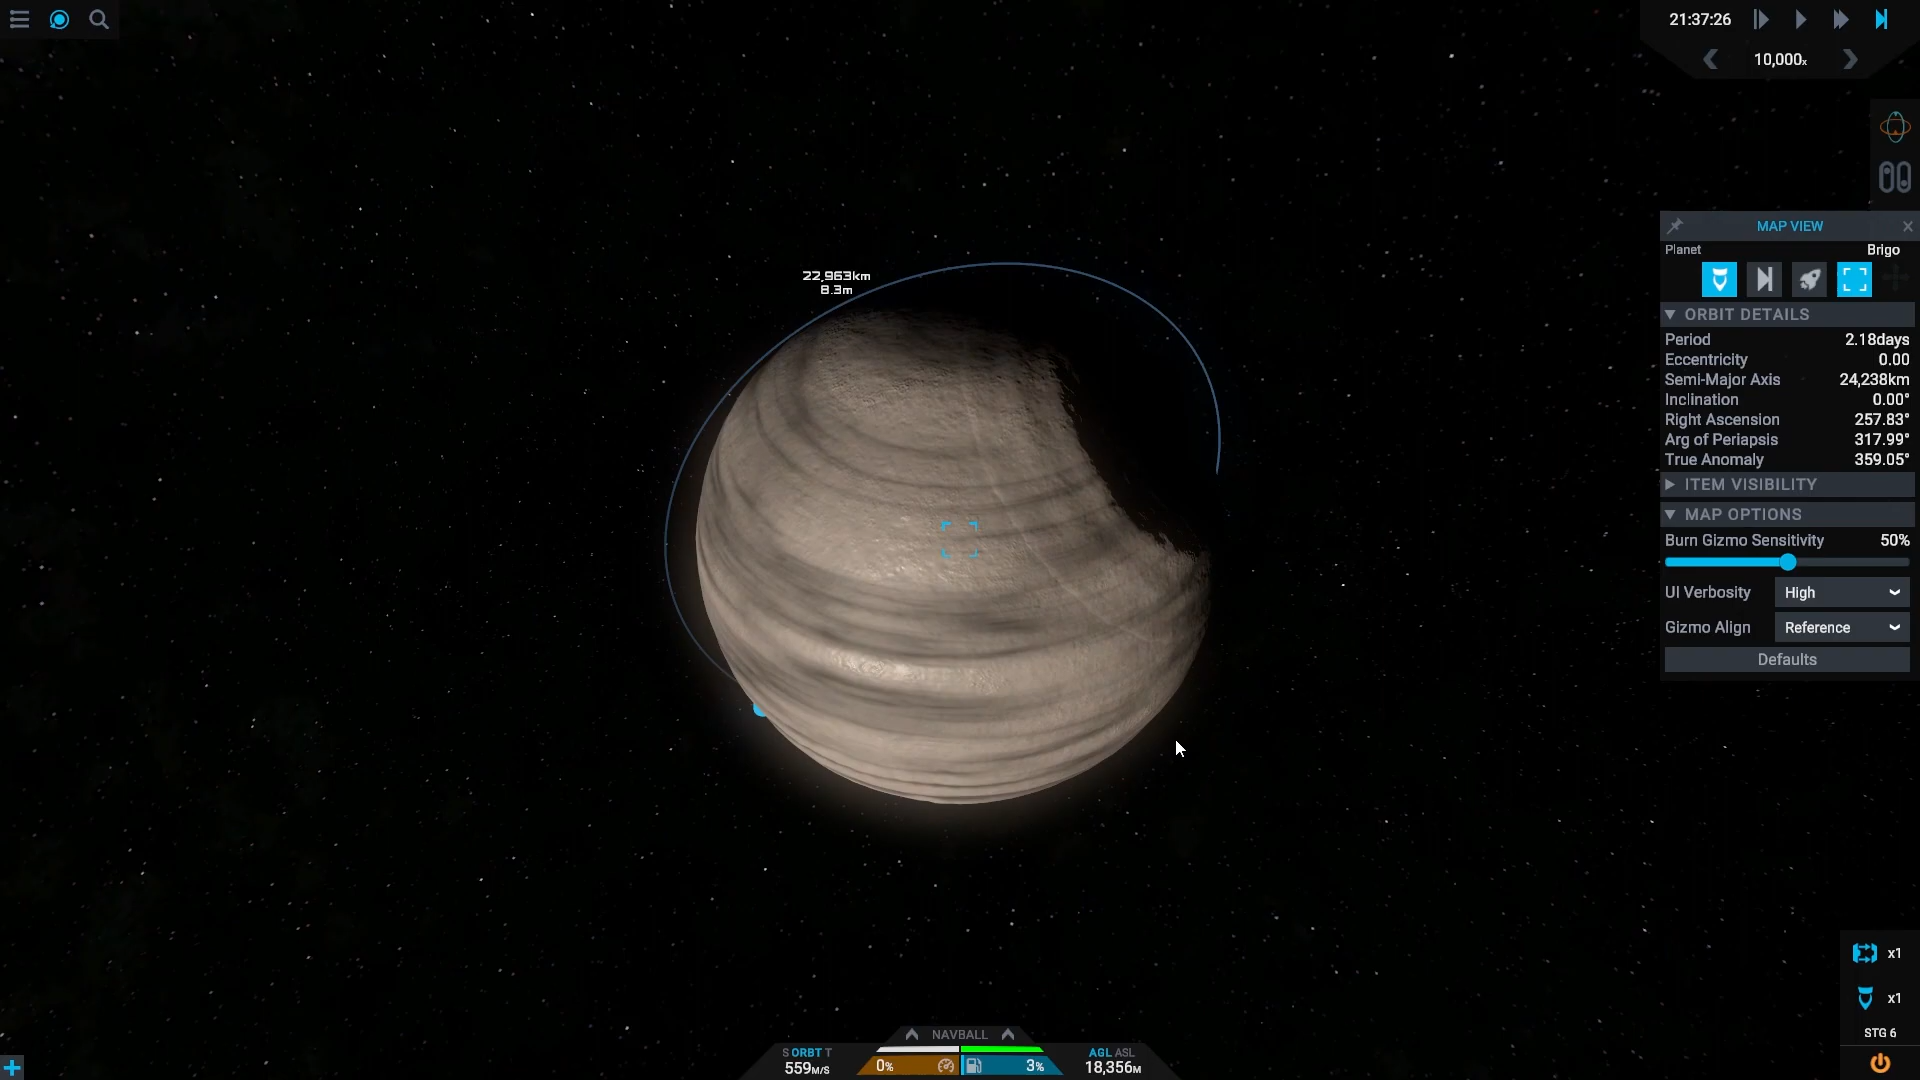 21:37:26
10,000x
22,963km
8.3m
MAP VIEW
Planet Brigo
ORBIT DETAILS
Period 2.18days
Eccentricity 0.00
Semi-Major Axis 24,238km
Inclination 0.00°
Right Ascension 257.83°
Arg of Periapsis 317.99°
True Anomaly 359.05°
ITEM VISIBILITY
MAP OPTIONS
Burn Gizmo Sensitivity 50%
UI Verbosity High
Gizmo Align Reference
Defaults
x1
x1
STG 6
NAVBALL
S ORBT T
559M/S
0%
3%
AGL ASL
18,356M